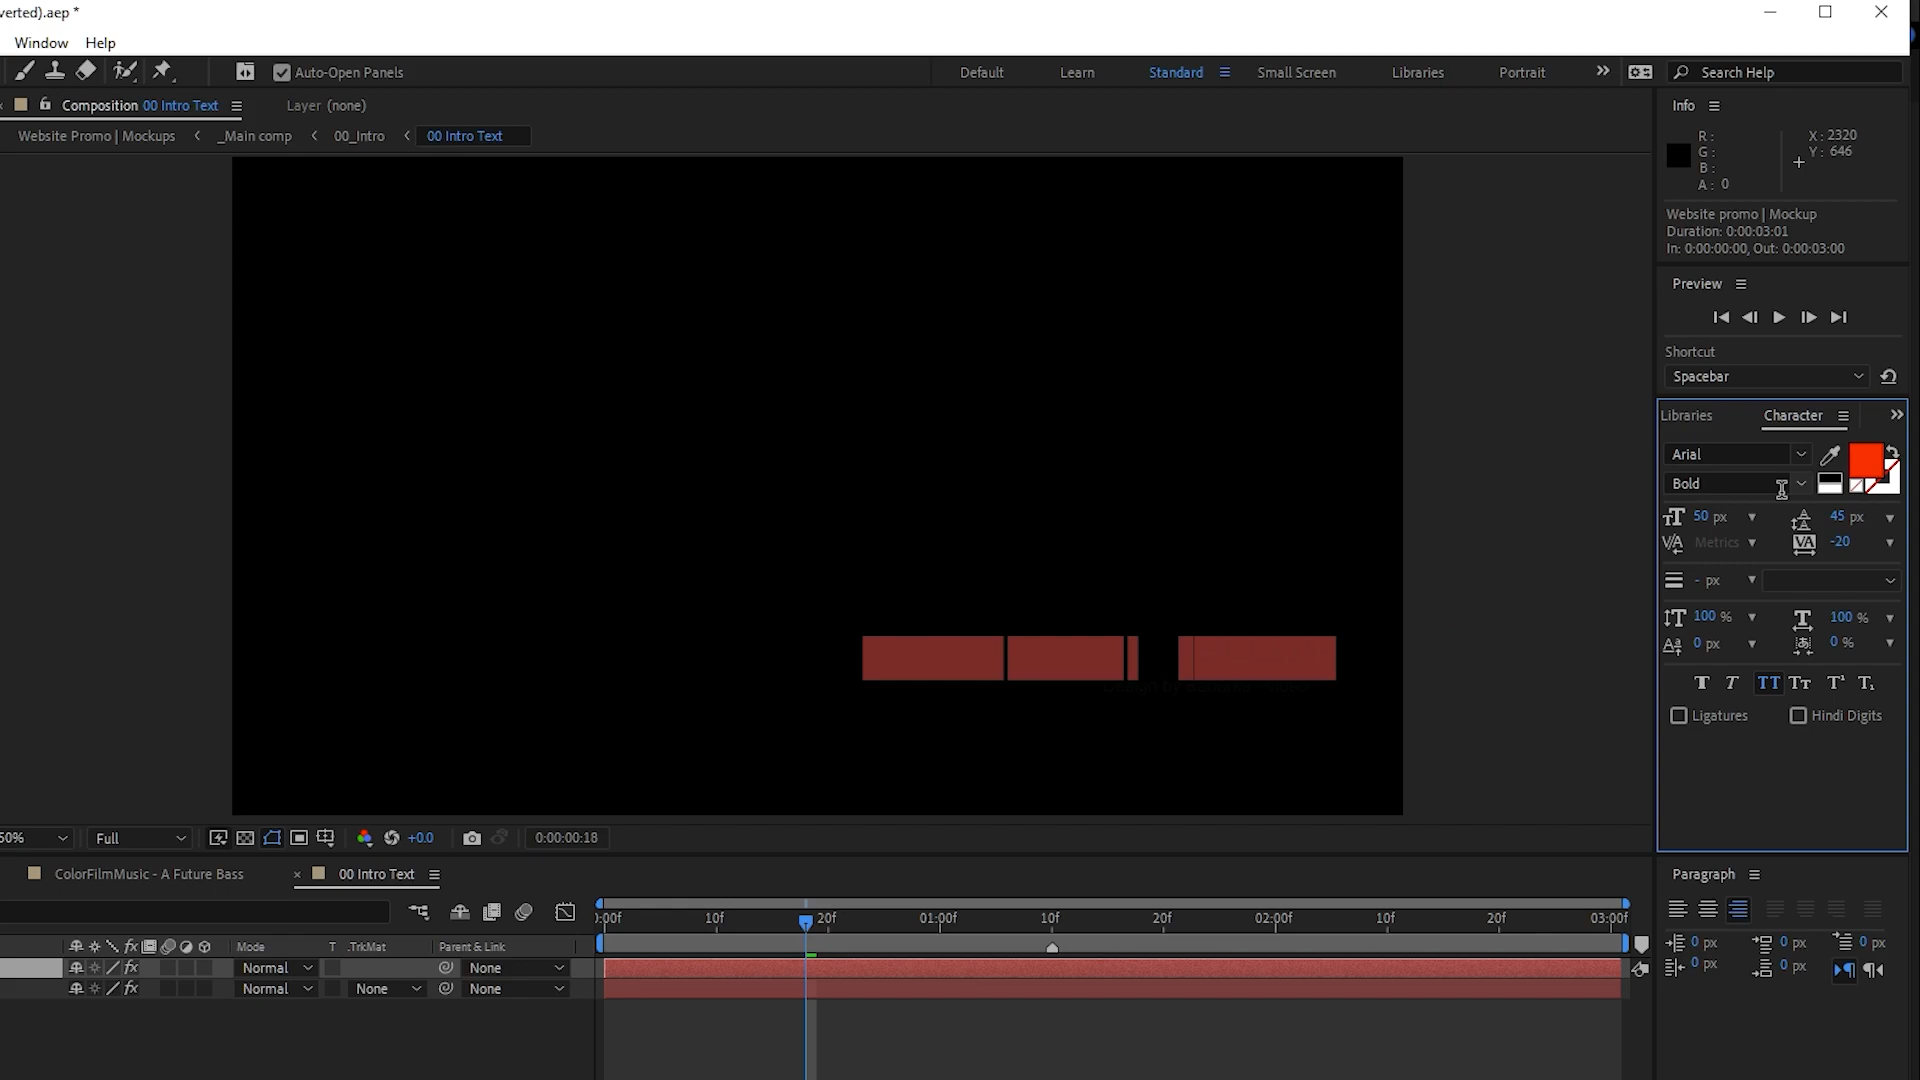 verted).aep *
Window Help
Auto-Open Panels Default Learn Standard Small Screen Libraries Portrait Search Help
Composition 00 Intro Text Layer (none)
Website Promo | Mockups _Main comp 00_Intro 00 Intro Text
Info
R :
G :
B :
A : 0
X : 2320
Y : 646
Website promo | Mockup
Duration: 0:00:03:01
In: 0:00:00:00, Out: 0:00:03:00
Preview
Shortcut
Spacebar
Libraries Character
Arial
Bold
50 px 45 px
Metrics -20
- px
100 % 100 %
0 px 0 %
Ligatures Hindi Digits
50% Full +0.0 0:00:00:18
ColorFilmMusic - A Future Bass × 00 Intro Text
):00f 10f 20f 01:00f 10f 20f 02:00f 10f 20f 03:00f
Mode T .TrkMat Parent & Link
Normal None
Normal None None
Paragraph
0 px 0 px 0 px
0 px 0 px